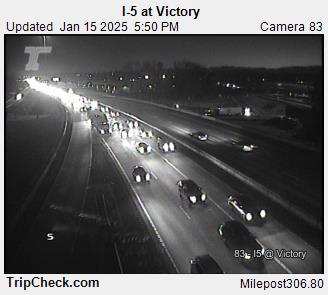 I-5 at Victory
Updated  Jan 15 2025  5:50 PM
Camera 83
T
S
83 - I5 @ Victory
TripCheck.com
Milepost306.80